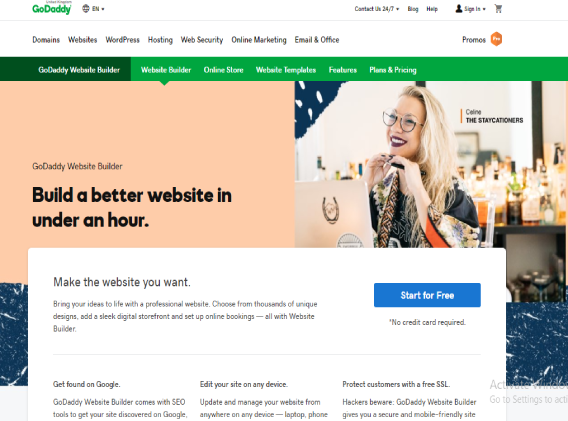 United Kingdom
GoDaddy EN
Contact Us 24/7 Blog Help Sign In
Domains Websites WordPress Hosting Web Security Online Marketing Email & Office Promos Pro
GoDaddy Website Builder Website Builder Online Store Website Templates Features Plans & Pricing
Celine
THE STAYCATIONERS
GoDaddy Website Builder
Build a better website in
under an hour.
Make the website you want.
Bring your ideas to life with a professional website. Choose from thousands of unique
designs, add a sleek digital storefront and set up online bookings — all with Website
Builder.
Start for Free
*No credit card required.
Get found on Google.
GoDaddy Website Builder comes with SEO
tools to get your site discovered on Google,
Edit your site on any device.
Update and manage your website from
anywhere on any device — laptop, phone
Protect customers with a free SSL.
Hackers beware: GoDaddy Website Builder
gives you a secure and mobile-friendly site
Activate Window
Go to Settings to acti